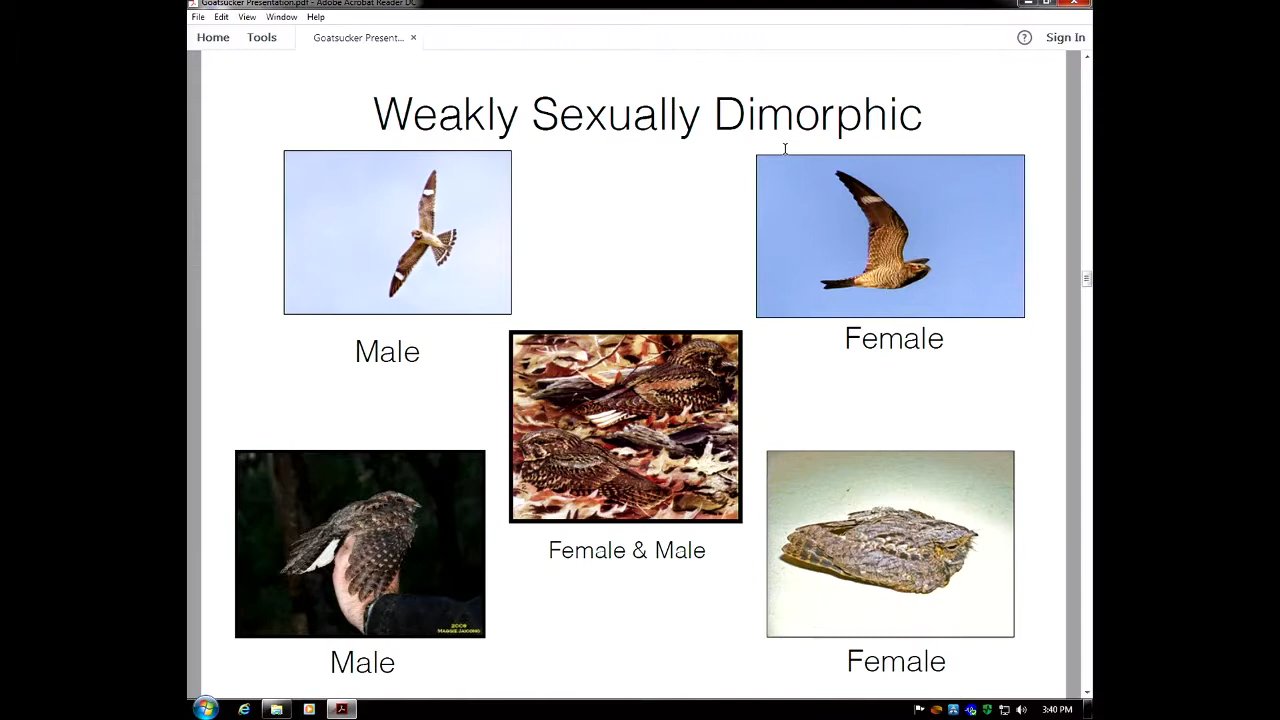 Goatsucker Presentation.pdf - Adobe Acrobat Reader DC
File Edit View Window Help
Home Tools Goatsucker Present... × Sign In
Weakly Sexually Dimorphic
Male
Female
Female & Male
2009
Male
Female
3:40 PM